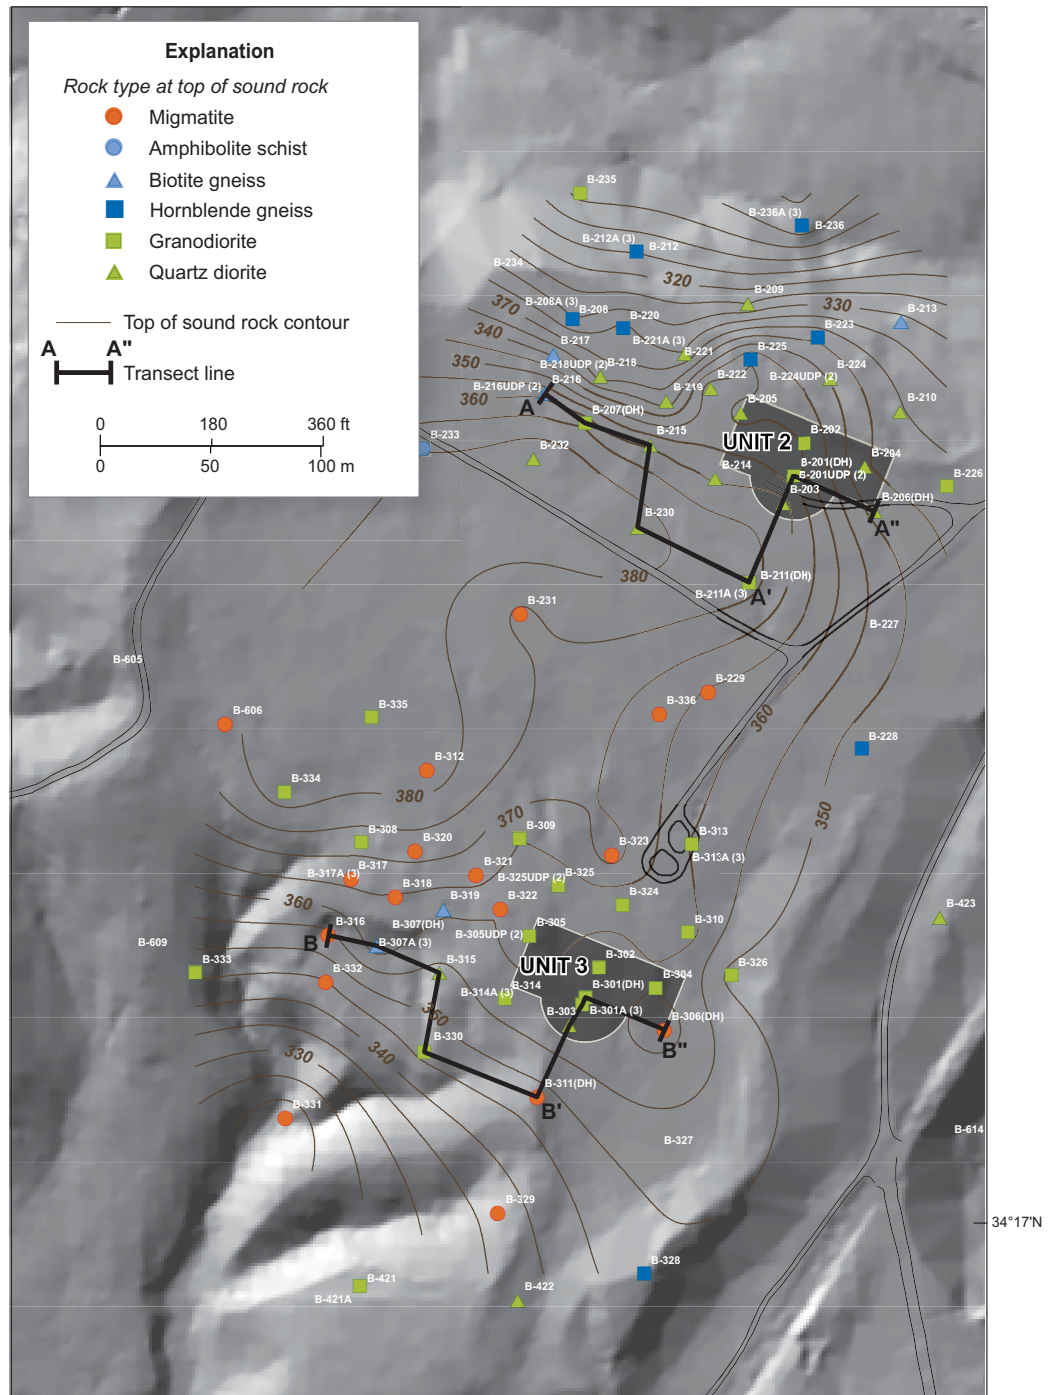 Explanation
Rock type at top of sound rock
Migmatite
Amphibolite schist
Biotite gneiss
Hornblende gneiss
Granodiorite
Quartz diorite
Top of sound rock contour
A A"
Transect line
0 180 360 ft
0 50 100 m
B-235
B-236A (3)
B-236
B-212A (3)
B-212
B-234
320
370
B-208A (3)
B-208
B-209
330
B-213
B-220
340
B-217
B-221A (3)
B-223
B-221
B-225
350
B-218UDP (2)
B-218
B-222
B-224
B-224UDP (2)
B-216UDP (2)
B-216
B-219
360
A
B-207(DH)
B-205
B-210
B-233
B-232
B-215
UNIT 2
B-202
B-214
B-201(DH)
B-204
B-201UDP (2)
B-226
B-203
B-206(DH)
B-230
A"
380
B-211(DH)
B-211A (3)
A'
B-231
B-227
B-605
B-229
B-606
B-335
B-336
360
B-228
B-312
B-334
380
370
350
B-308
B-320
B-309
B-313
B-323
B-313A (3)
B-317
B-317A (3)
B-321
B-325UDP (2)
B-325
B-318
B-319
B-322
B-324
360
B-316
B-307(DH)
B-423
B
B-307A (3)
B-305UDP (2)
B-305
B-310
B-609
B-302
B-333
B-332
B-315
UNIT 3
B-304
B-326
B-314A (3)
B-314
B-301(DH)
350
B-303
B-301A (3)
B-306(DH)
B-330
330
340
B"
B-311(DH)
B-331
B'
B-327
B-614
B-329
34°17'N
B-328
B-421
B-422
B-421A